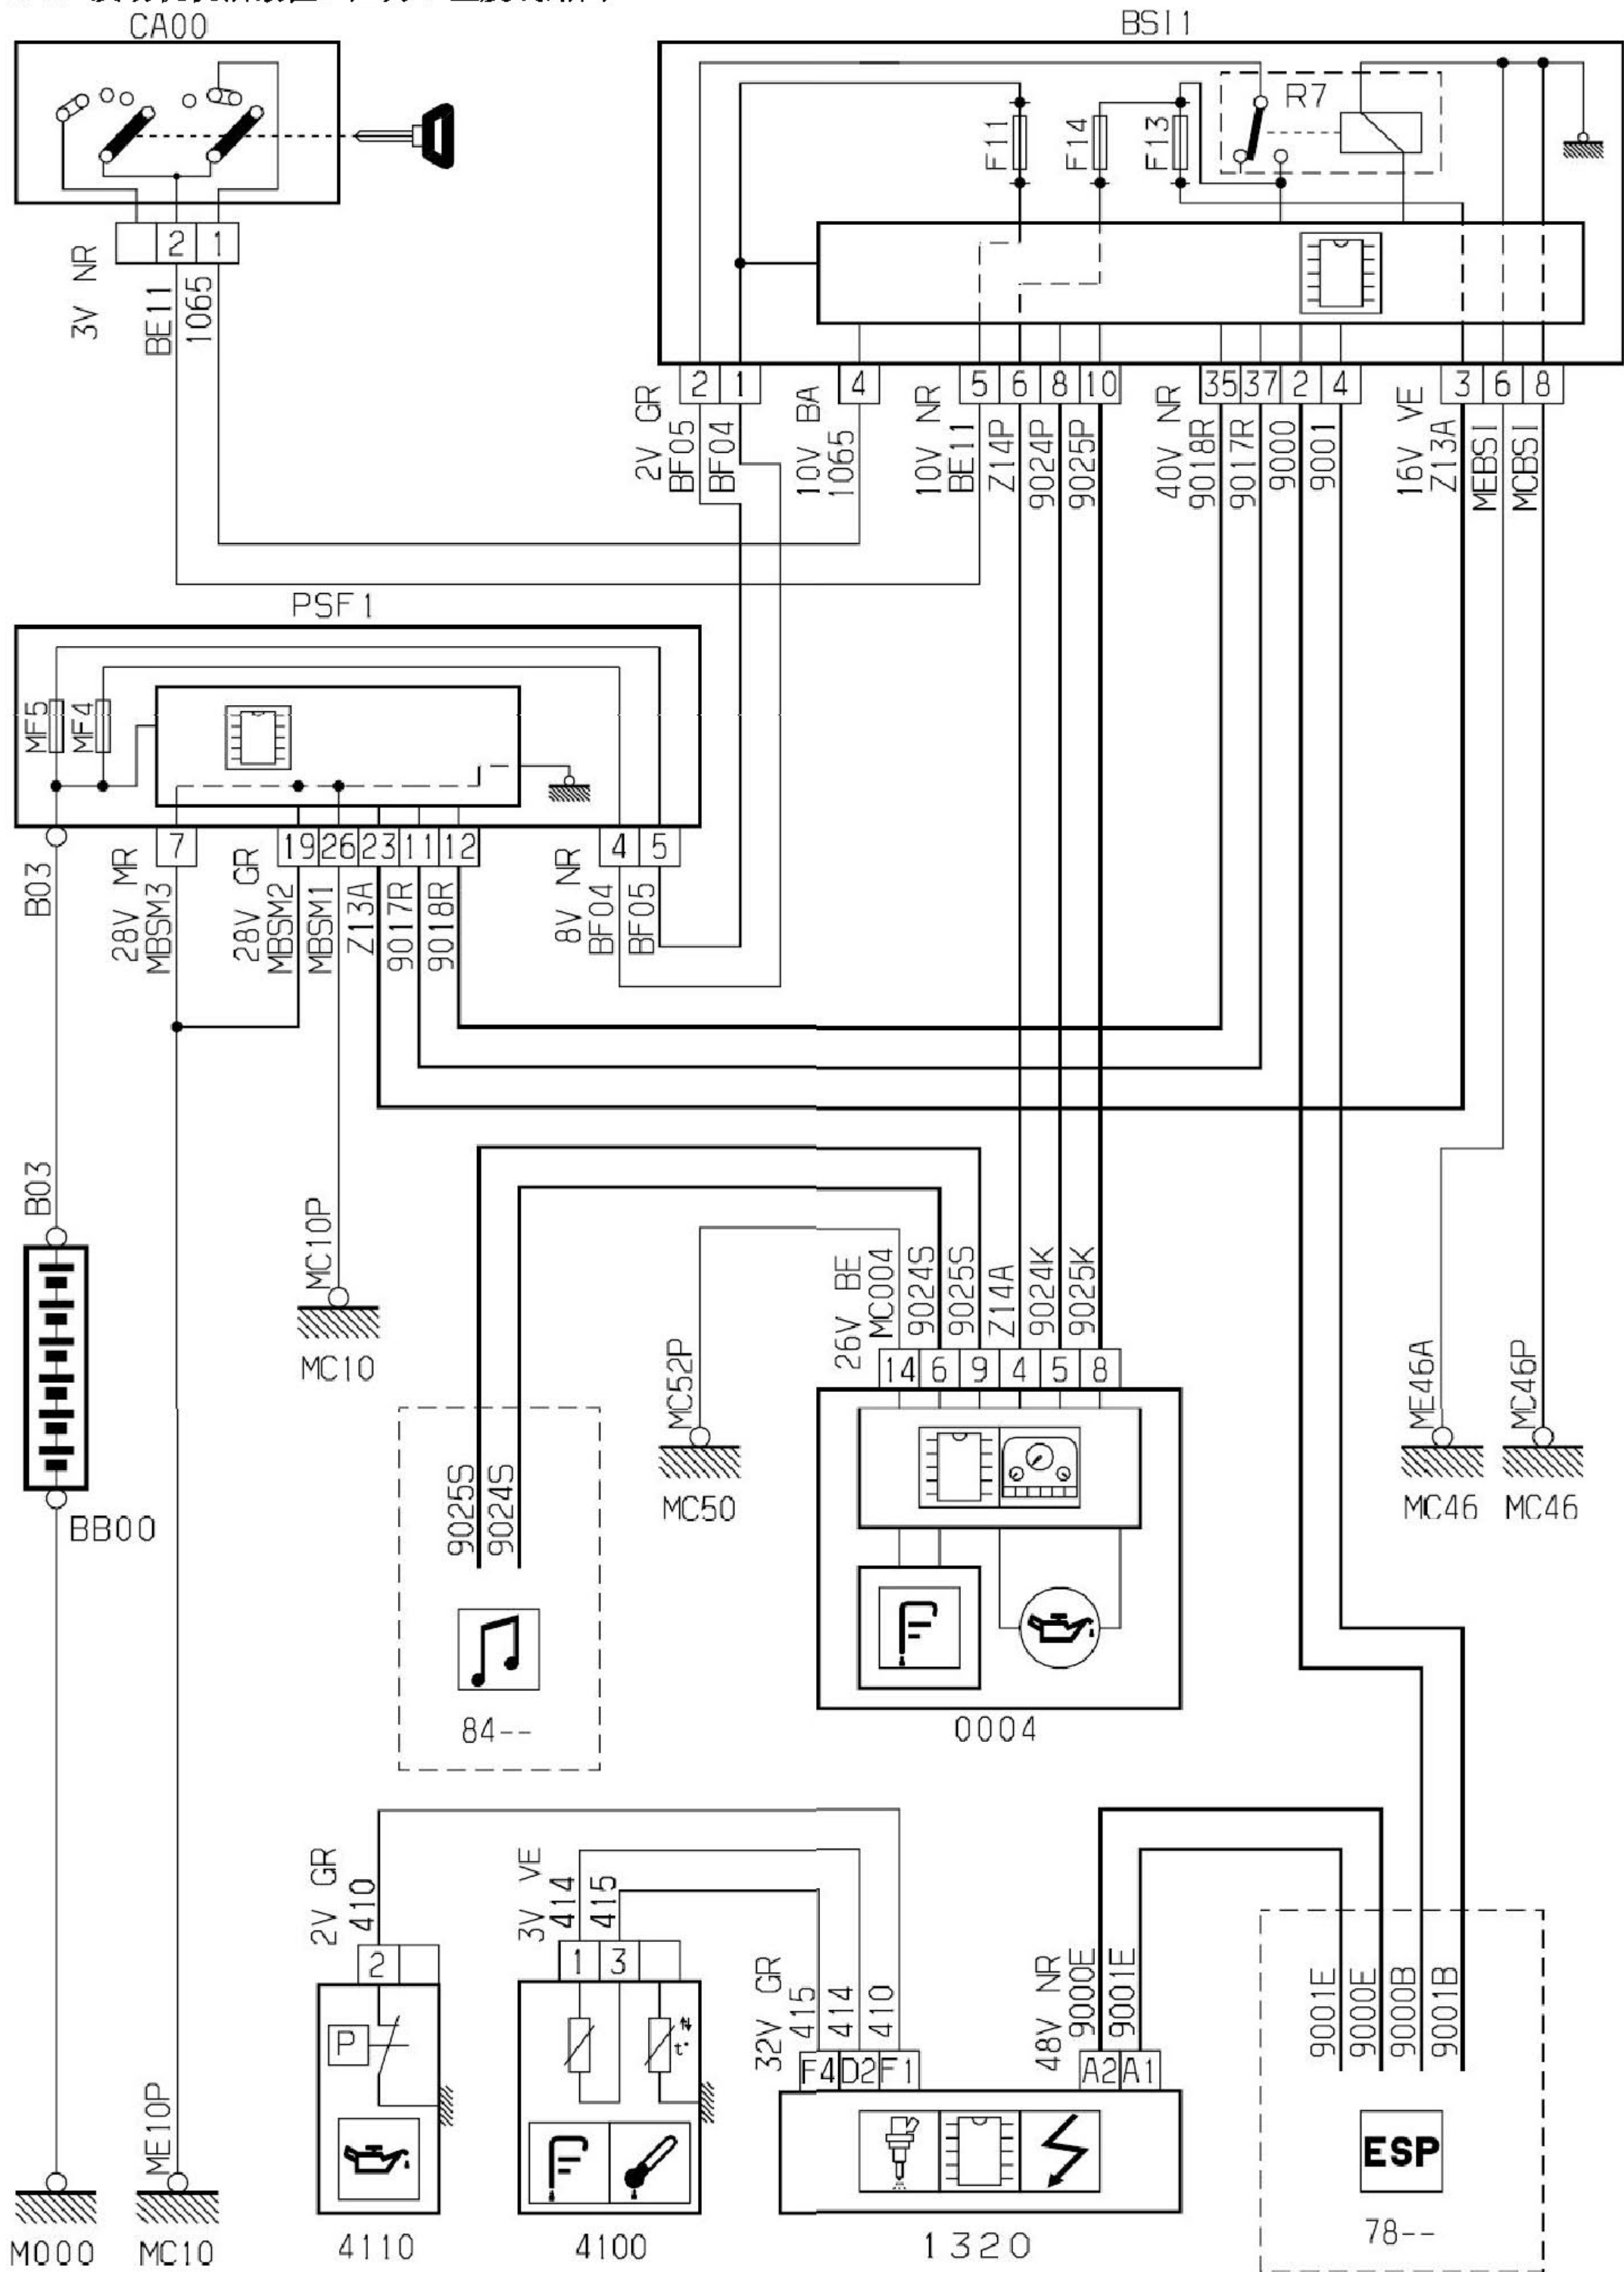 CA00
BSI1
R7
F11
F14
F13
2 1
3V NR
BE11
1065
2 1 4 5 6 8 10 35 37 2 4 3 6 8
2V GR
BF05
BF04
10V BA
1065
10V NR
BE11
Z14P
9024P
9025P
40V NR
9018R
9017R
9000
9001
16V VE
Z13A
MEBSI
MCBSI
PSF1
MF5
MF4
7 19 26 23 11 12 4 5
B03
28V MR
MBSM3
28V GR
MBSM2
MBSM1
Z13A
9017R
9018R
8V NR
BF04
BF05
B03
MC10P
MC10
BB00
26V BE
MC004
9024S
9025S
Z14A
9024K
9025K
14 6 9 4 5 8
MC52P
MC50
ME46A
MC46P
MC46 MC46
9025S
9024S
84--
0004
2V GR
410
3V VE
414
415
2 1 3
32V GR
415
414
410
48V NR
9000E
9001E
F4 D2 F1 A2 A1
9001E
9000E
9000B
9001B
P
t°
ESP
ME10P
M000 MC10 4110 4100 1320 78--